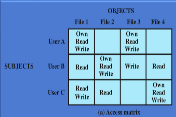 OBJECTS
File 1 File 2 File 3 File 4
User A Own Read Write Own Read Write
SUBJECTS User B Read Own Read Write Write Read
User C Read Write Read Own Read Write
(a) Access matrix